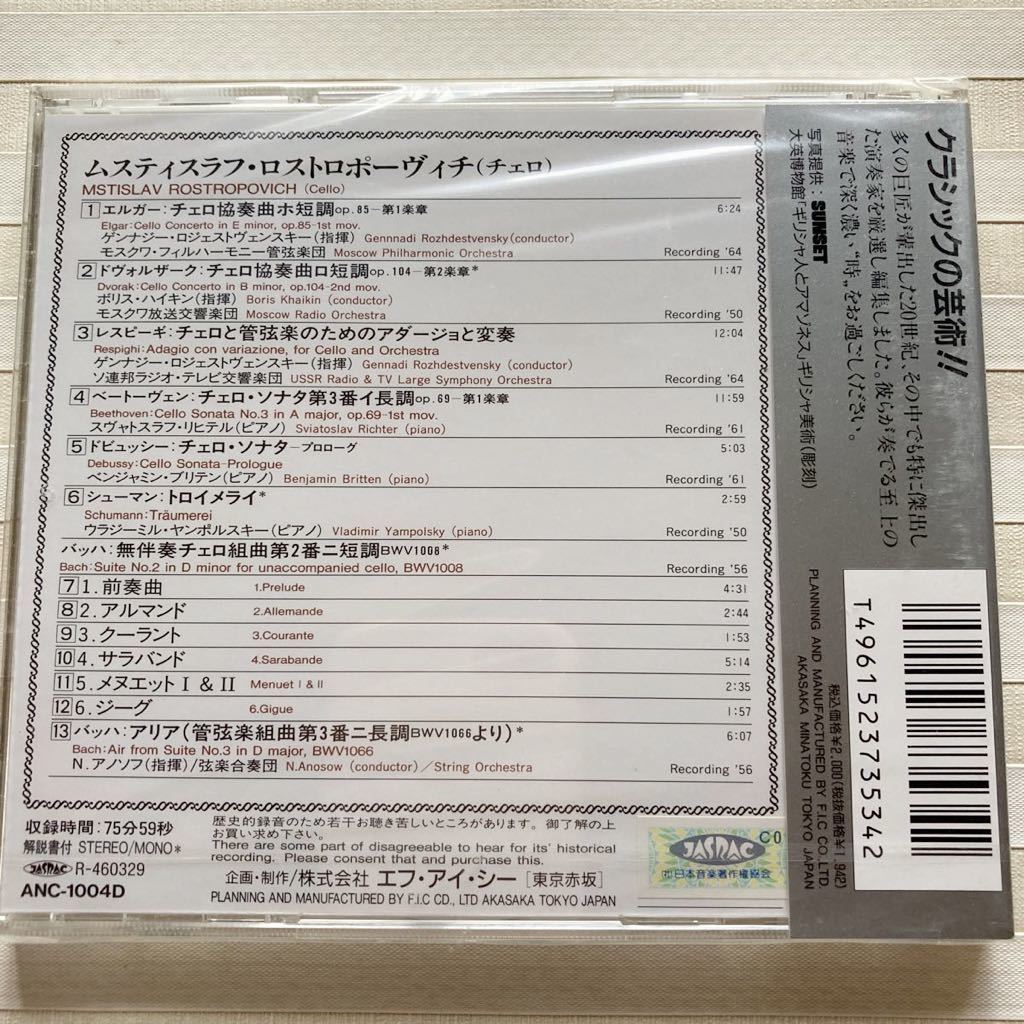 ムスティスラフ・ロストロポーヴィチ(チェロ)
MSTISLAV ROSTROPOVICH (Cello)
1 エルガー:チェロ協奏曲ホ短調op.85–第1楽章 6:24
Elgar:Cello Concerto in E minor, op.85-1st mov.
ゲンナジー・ロジェストヴェンスキー(指揮) Gennnadi Rozhdestvensky(conductor)
モスクワ・フィルハーモニー管弦楽団 Moscow Philharmonic Orchestra Recording '64
2 ドヴォルザーク:チェロ協奏曲ロ短調op.104–第2楽章* 11:47
Dvorak:Cello Concerto in B minor, op.104-2nd mov.
ボリス・ハイキン(指揮) Boris Khaikin (conductor)
モスクワ放送交響楽団 Moscow Radio Orchestra Recording '50
3 レスピーギ:チェロと管弦楽のためのアダージョと変奏 12:04
Respighi:Adagio con variazione, for Cello and Orchestra
ゲンナジー・ロジェストヴェンスキー(指揮) Gennadi Rozhdestvensky (conductor)
ソ連邦ラジオ・テレビ交響楽団 USSR Radio & TV Large Symphony Orchestra Recording '64
4 ベートーヴェン:チェロ・ソナタ第3番イ長調op.69–第1楽章 11:59
Beethoven:Cello Sonata No.3 in A major, op.69-1st mov.
スヴャトスラフ・リヒテル(ピアノ) Sviatoslav Richter (piano) Recording '61
5 ドビュッシー:チェロ・ソナタ–プロローグ 5:03
Debussy:Cello Sonata-Prologue
ベンジャミン・ブリテン(ピアノ) Benjamin Britten (piano) Recording '61
6 シューマン:トロイメライ* 2:59
Schumann:Träumerei
ウラジーミル・ヤンポルスキー(ピアノ) Vladimir Yampolsky (piano) Recording '50
バッハ:無伴奏チェロ組曲第2番ニ短調BWV1008*
Bach:Suite No.2 in D minor for unaccompanied cello, BWV1008 Recording '56
7 1.前奏曲 1.Prelude 4:31
8 2.アルマンド 2.Allemande 2:44
9 3.クーラント 3.Courante 1:53
10 4.サラバンド 4.Sarabande 5:14
11 5.メヌエットⅠ&Ⅱ Menuet I & II 2:35
12 6.ジーグ 6.Gigue 1:57
13 バッハ:アリア(管弦楽組曲第3番ニ長調BWV1066より)* 6:07
Bach:Air from Suite No.3 in D major, BWV1066
N.アノソフ(指揮)/弦楽合奏団 N.Anosow (conductor)/String Orchestra Recording '56
収録時間:75分59秒
解説書付 STEREO/MONO*
JASRAC R-460329
ANC-1004D
歴史的録音のため若干お聴き苦しいところがあります。御了解の上
お買い求め下さい。
There are some part of disagreeable to hear for its' historical
recording. Please consent that and purchase this.
企画・制作/株式会社 エフ・アイ・シー [東京赤坂]
PLANNING AND MANUFACTURED BY F.I.C CO., LTD AKASAKA TOKYO JAPAN
JASRAC
(社)日本音楽著作権協会
CO
クラシックの芸術!!
多くの巨匠が輩出した20世紀、その中でも特に傑出し
た演奏家を厳選し編集しました。彼らが奏でる至上の
音楽で深く濃い“時”をお過ごしください。
写真提供:SUNSET
大英博物館「ギリシャ人とアマゾネス」ギリシャ美術(彫刻)
T4961523735342
税込価格¥2,000(税抜価格¥1,942)
PLANNING AND MANUFACTURED BY F.I.C CO.,LTD.
AKASAKA MINATOKU TOKYO JAPAN